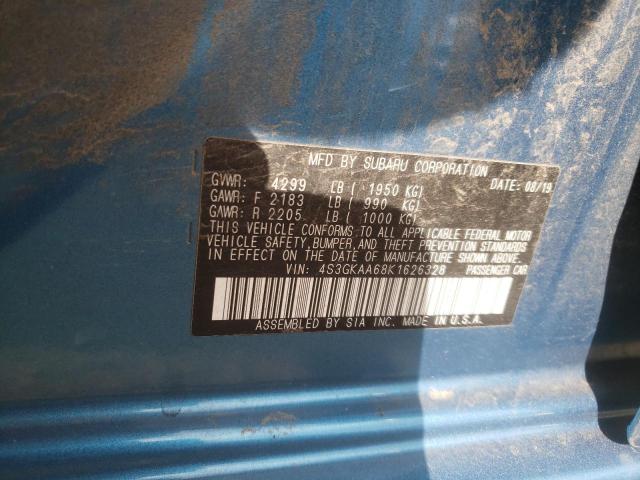 MFD BY SUBARU CORPORATION
GVWR: 4299 LB ( 1950 KG) DATE: 08/19
GAWR: F 2183 LB ( 990 KG)
GAWR: R 2205 LB ( 1000 KG)
THIS VEHICLE CONFORMS TO ALL APPLICABLE FEDERAL MOTOR
VEHICLE SAFETY, BUMPER, AND THEFT PREVENTION STANDARDS
IN EFFECT ON THE DATE OF MANUFACTURE SHOWN ABOVE.
VIN: 4S3GKAA68K1626328 PASSENGER CAR
ASSEMBLED BY SIA INC. MADE IN U.S.A.